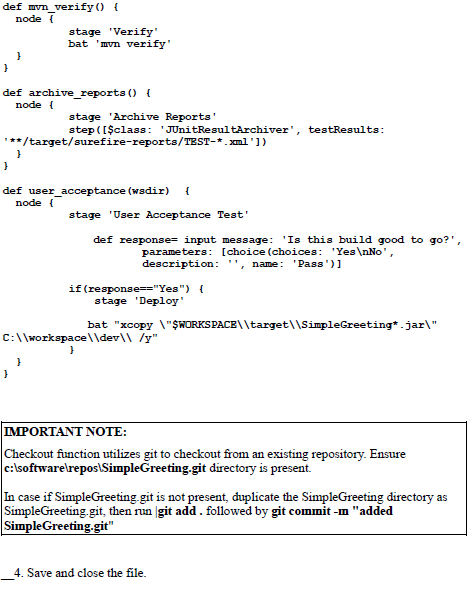 def mvn_verify() {
node {
stage 'Verify'
bat 'mvn verify'
}
}
def archive_reports() {
node {
stage 'Archive Reports'
step([$class: 'JUnitResultArchiver', testResults:
'**/target/surefire-reports/TEST-*.xml'])
}
}
def user_acceptance(wsdir) {
node {
stage 'User Acceptance Test'
def response= input message: 'Is this build good to go?',
parameters: [choice(choices: 'Yes\nNo',
description: '', name: 'Pass')]
if(response=="Yes") {
stage 'Deploy'
bat "xcopy \"$WORKSPACE\\target\\SimpleGreeting*.jar\"
C:\\workspace\\dev\\ /y"
}
}
}
IMPORTANT NOTE:
Checkout function utilizes git to checkout from an existing repository. Ensure
c:\software\repos\SimpleGreeting.git directory is present.
In case if SimpleGreeting.git is not present, duplicate the SimpleGreeting directory as
SimpleGreeting.git, then run |git add . followed by git commit -m "added
SimpleGreeting.git"
__4. Save and close the file.